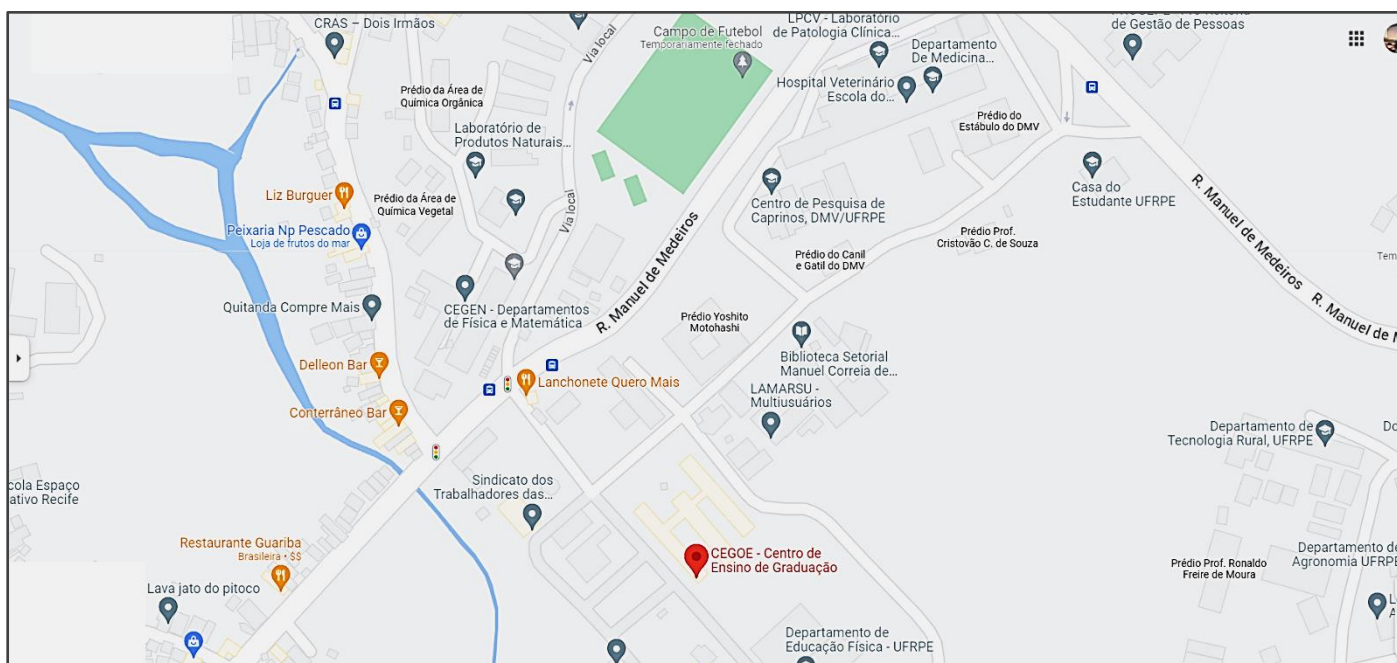 CRAS – Dois Irmãos
Via local
Campo de Futebol
Temporariamente fechado
LPCV - Laboratório
de Patologia Clínica...
de Gestão de Pessoas
Departamento
De Medicina...
Hospital Veterinário
Escola do...
Prédio da Área de
Química Orgânica
Prédio do
Estábulo do DMV
Laboratório de
Produtos Naturais...
Casa do
Estudante UFRPE
Liz Burguer
Prédio da Área de
Química Vegetal
Via local
Centro de Pesquisa de
Caprinos, DMV/UFRPE
R. Manuel de Medeiros
Peixaria Np Pescado
Loja de frutos do mar
Prédio Prof.
Cristovão C. de Souza
Prédio do Canil
e Gatil do DMV
R. Manuel de Medeiros
R. Manuel de
Quitanda Compre Mais
CEGEN - Departamentos
de Física e Matemática
Prédio Yoshito
Motohashi
Biblioteca Setorial
Manuel Correia de...
Delleon Bar
Lanchonete Quero Mais
LAMARSU -
Multiusuários
Conterrâneo Bar
Departamento de
Tecnologia Rural, UFRPE
Sindicato dos
Trabalhadores das...
cola Espaço
ativo Recife
Restaurante Guariba
Brasileira • $$
CEGOE - Centro de
Ensino de Graduação
Departamento de
Agronomia UFRPE
Prédio Prof. Ronaldo
Freire de Moura
Lava jato do pitoco
Departamento de
Educação Física - UFRPE